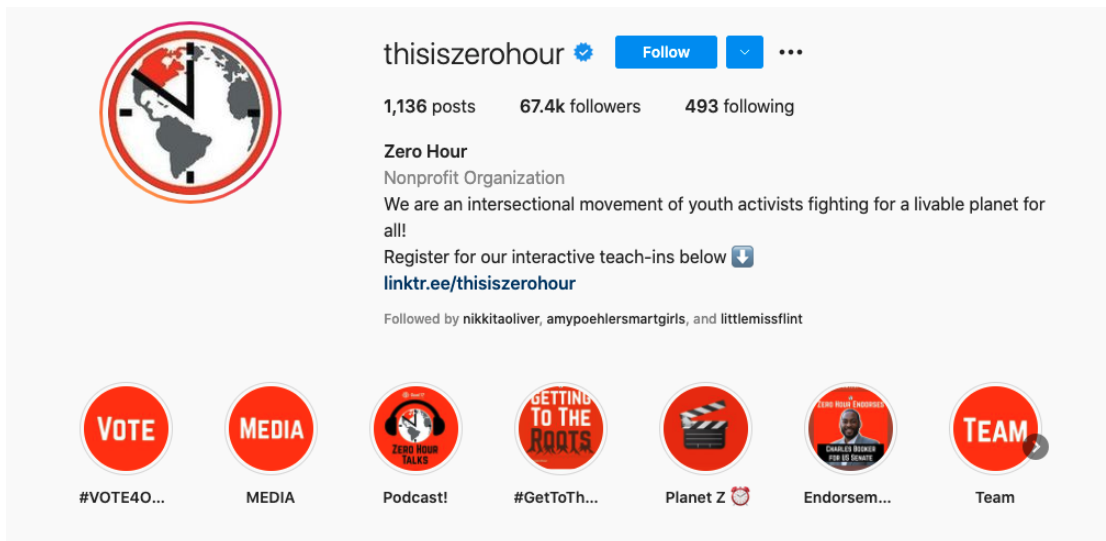 thisiszerohour Follow
1,136 posts 67.4k followers 493 following
Zero Hour
Nonprofit Organization
We are an intersectional movement of youth activists fighting for a livable planet for
all!
Register for our interactive teach-ins below ⬇️
linktr.ee/thisiszerohour
Followed by nikkitaoliver, amypoehlersmartgirls, and littlemissflint
VOTE
MEDIA
ZERO HOUR
TALKS
GETTING
TO THE
ROOTS
ZERO HOUR ENDORSES
CHARLES BOOKER
FOR US SENATE
TEAM
#VOTE4O... MEDIA Podcast! #GetToTh... Planet Z ⏰ Endorsem... Team